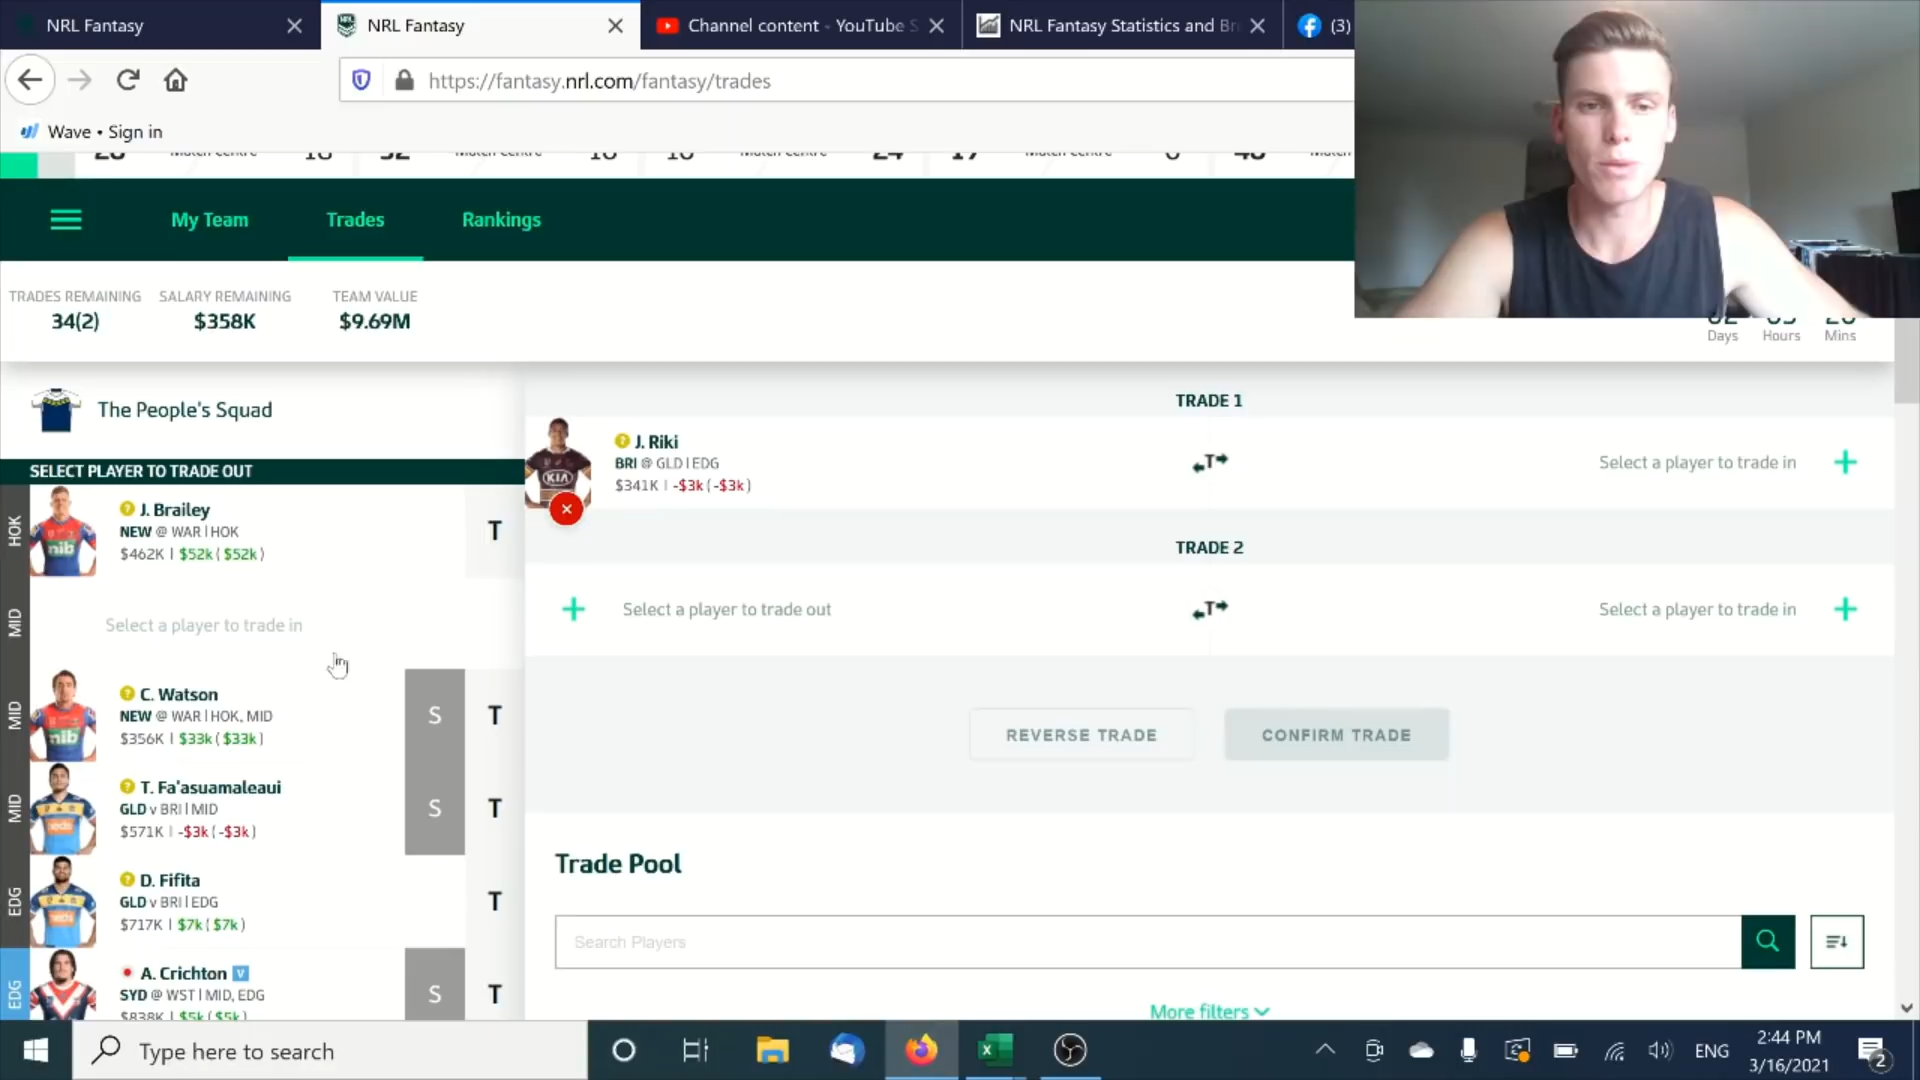 NRL Fantasy
NRL Fantasy
Channel content - YouTube S
NRL Fantasy Statistics and Br
(3)
https://fantasy.nrl.com/fantasy/trades
Wave • Sign in
My Team
Trades
Rankings
TRADES REMAINING
34(2)
SALARY REMAINING
$358K
TEAM VALUE
$9.69M
Days
Hours
Mins
The People's Squad
SELECT PLAYER TO TRADE OUT
HOK
J. Brailey
NEW @ WAR | HOK
$462K | $52k ( $52k )
T
MID
Select a player to trade in
MID
C. Watson
NEW @ WAR | HOK, MID
$356K | $33k ( $33k )
S
T
MID
T. Fa'asuamaleaui
GLD v BRI | MID
$571K | -$3k (-$3k )
S
T
EDG
D. Fifita
GLD v BRI | EDG
$717K | $7k ( $7k )
T
EDG
A. Crichton V
SYD @ WST | MID, EDG
$838K | $5k ( $5k )
S
T
TRADE 1
J. Riki
BRI @ GLD | EDG
$341K | -$3k (-$3k )
KIA
T
Select a player to trade in
TRADE 2
Select a player to trade out
T
Select a player to trade in
REVERSE TRADE
CONFIRM TRADE
Trade Pool
Search Players
More filters
Type here to search
ENG
2:44 PM
3/16/2021
2